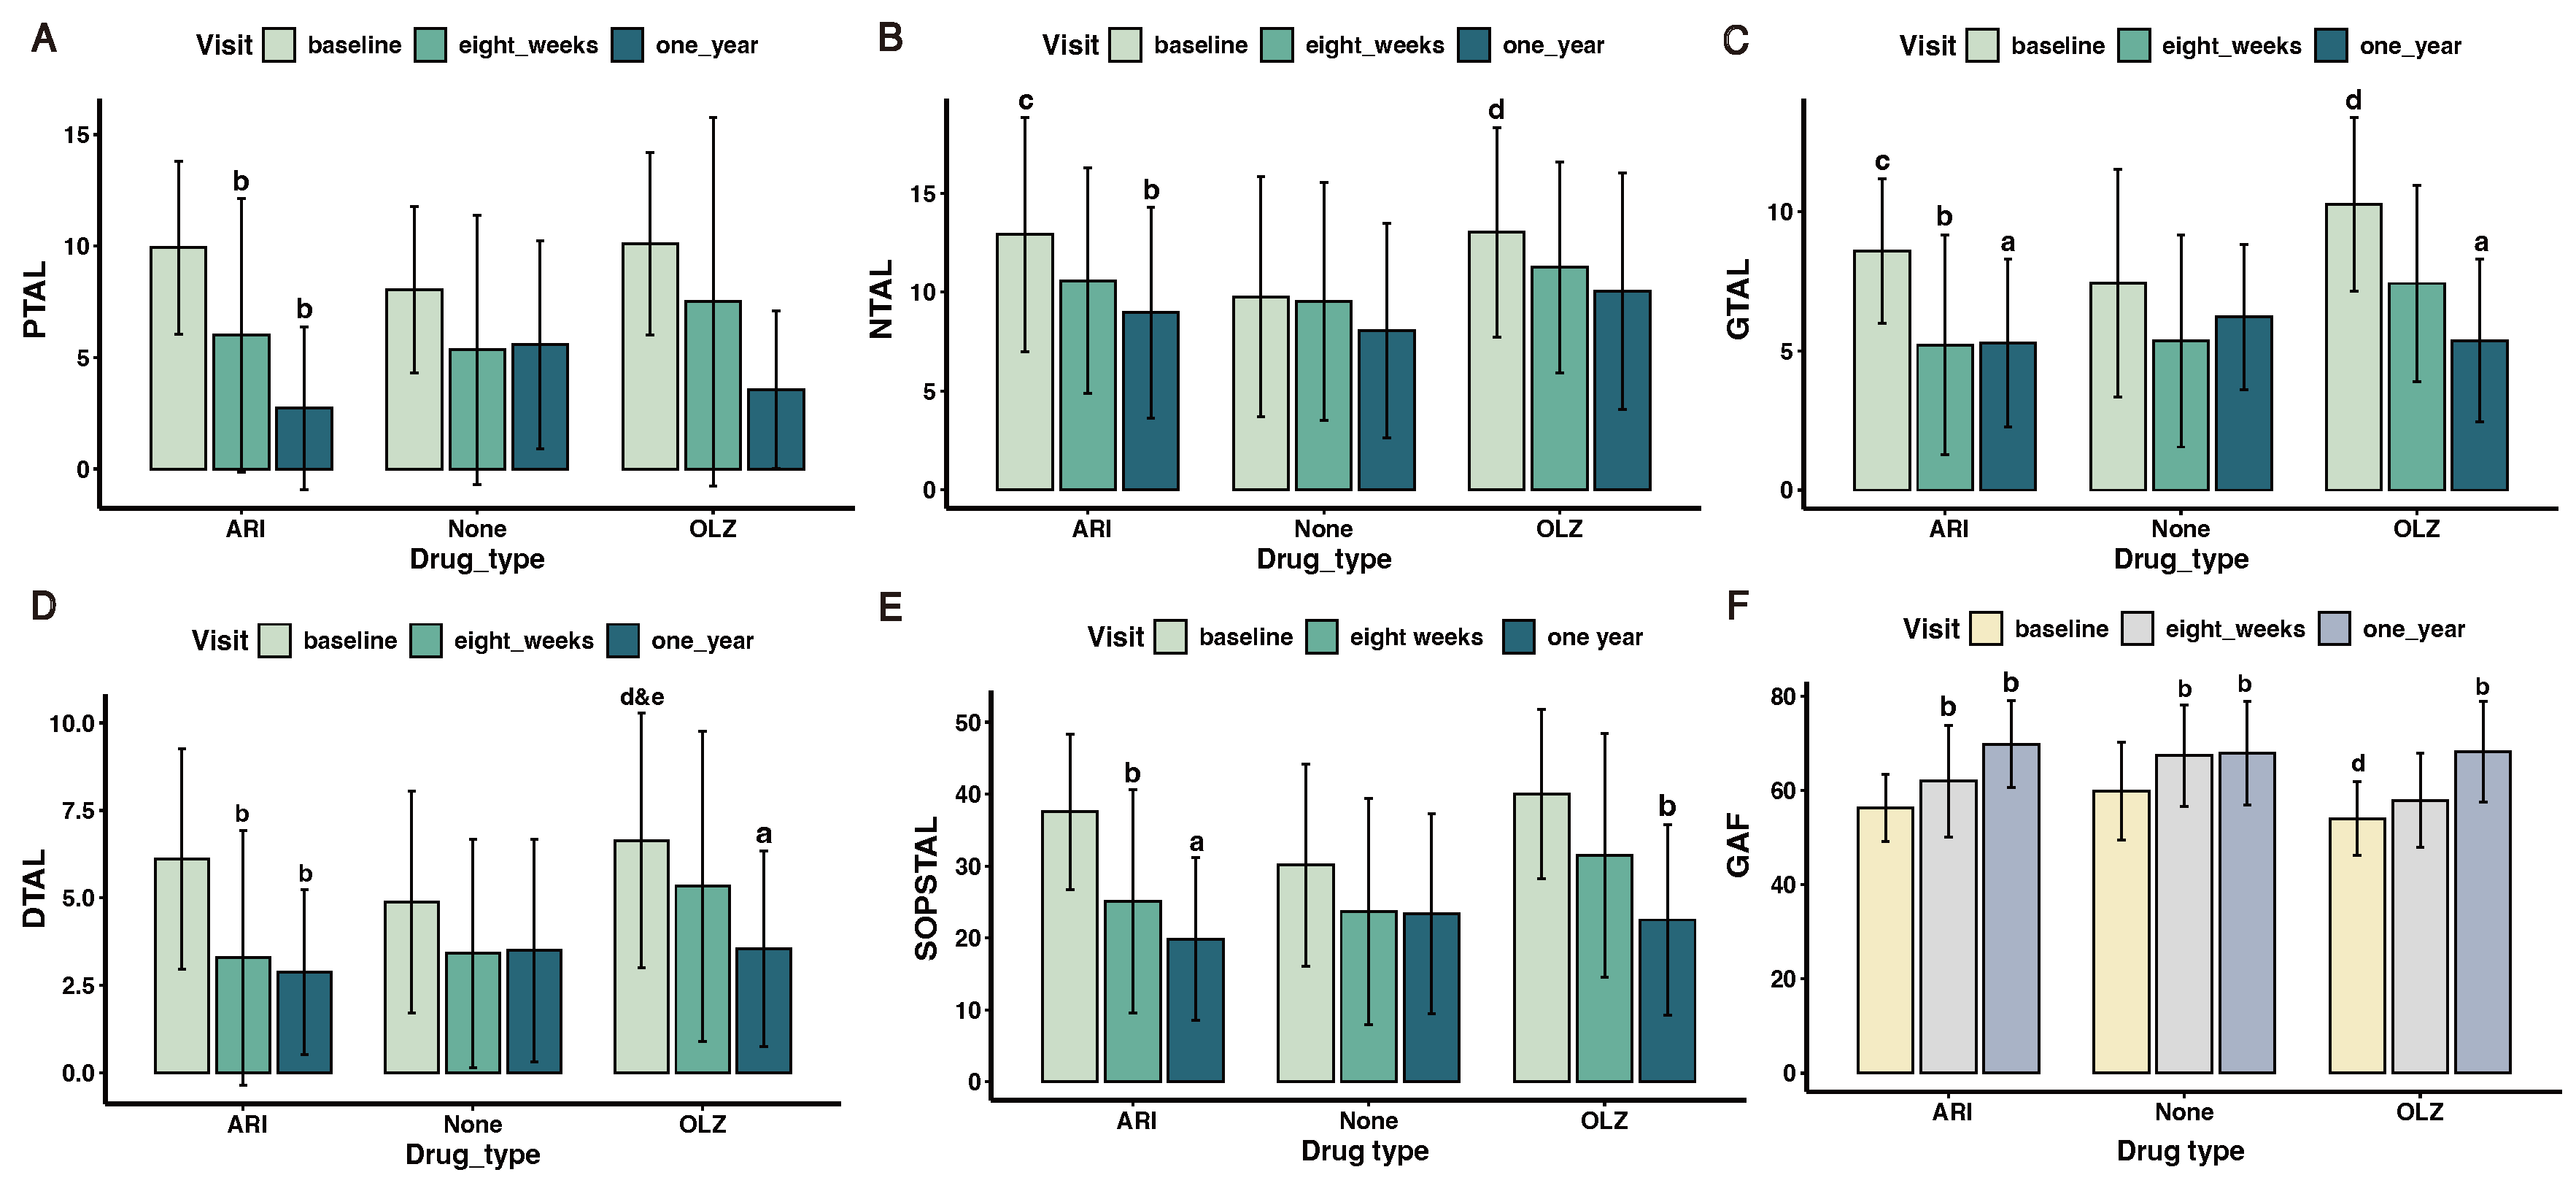 A
Visit baseline eight_weeks one_year
PTAL
15
10
5
0
b
b
ARI None OLZ
Drug_type
B
Visit baseline eight_weeks one_year
NTAL
15
10
5
0
c
b
d
ARI None OLZ
Drug_type
C
Visit baseline eight_weeks one_year
GTAL
10
5
0
c
b
a
d
a
ARI None OLZ
Drug_type
D
Visit baseline eight_weeks one_year
DTAL
10.0
7.5
5.0
2.5
0.0
b
b
d&e
a
ARI None OLZ
Drug_type
E
Visit baseline eight weeks one year
SOPSTAL
50
40
30
20
10
0
b
a
b
ARI None OLZ
Drug type
F
Visit baseline eight_weeks one_year
GAF
80
60
40
20
0
b
b
b
b
d
b
ARI None OLZ
Drug type